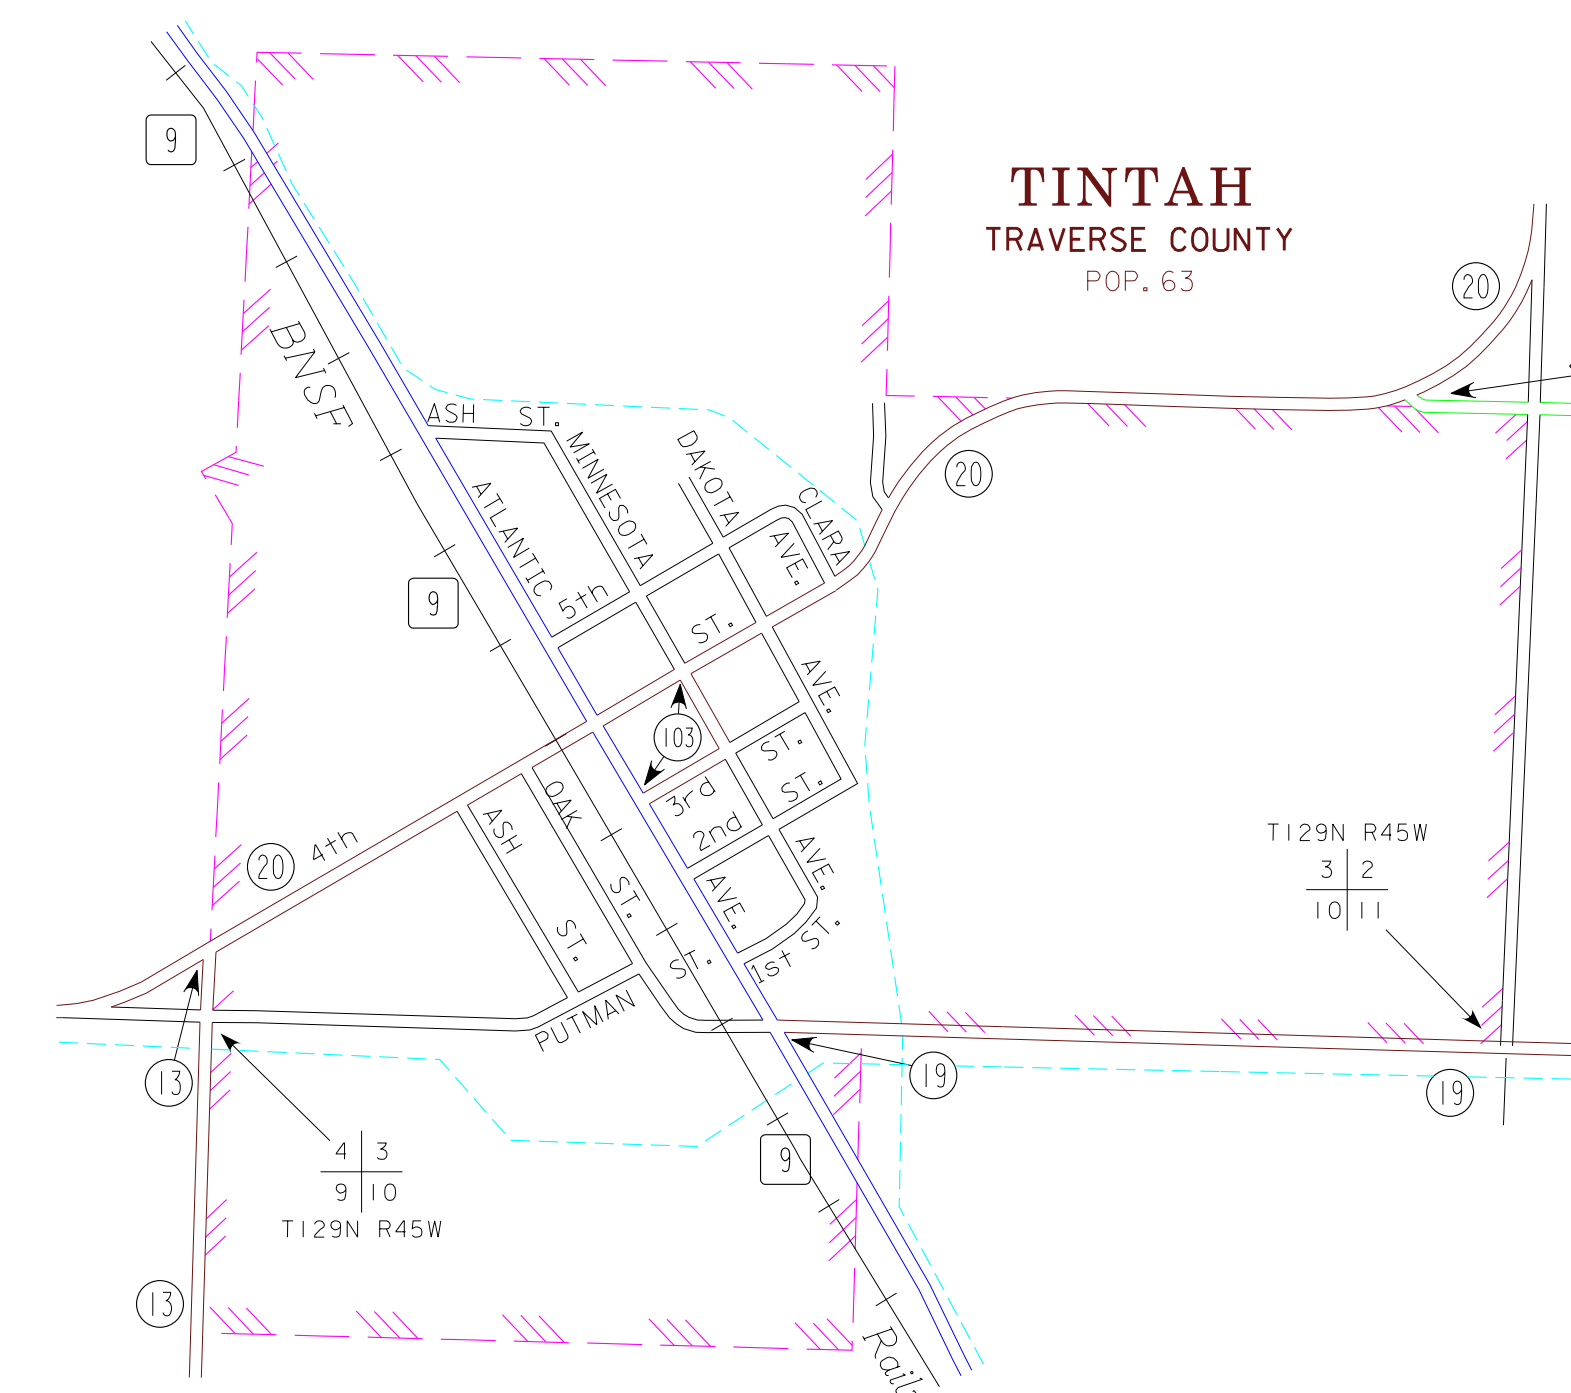 9
TINTAH
TRAVERSE COUNTY
POP. 63
20
BNSF
ASH ST.
MINNESOTA
DAKOTA
20
CLARA
ATLANTIC
AVE.
9
5th
ST.
AVE.
103
ST.
3rd
ST.
OAK
2nd
ASH
20
4th
AVE.
T129N R45W
3 2
10 11
AVE.
ST.
ST.
ST.
1st ST.
PUTMAN
13
19
19
9
4 3
9 10
T129N R45W
13